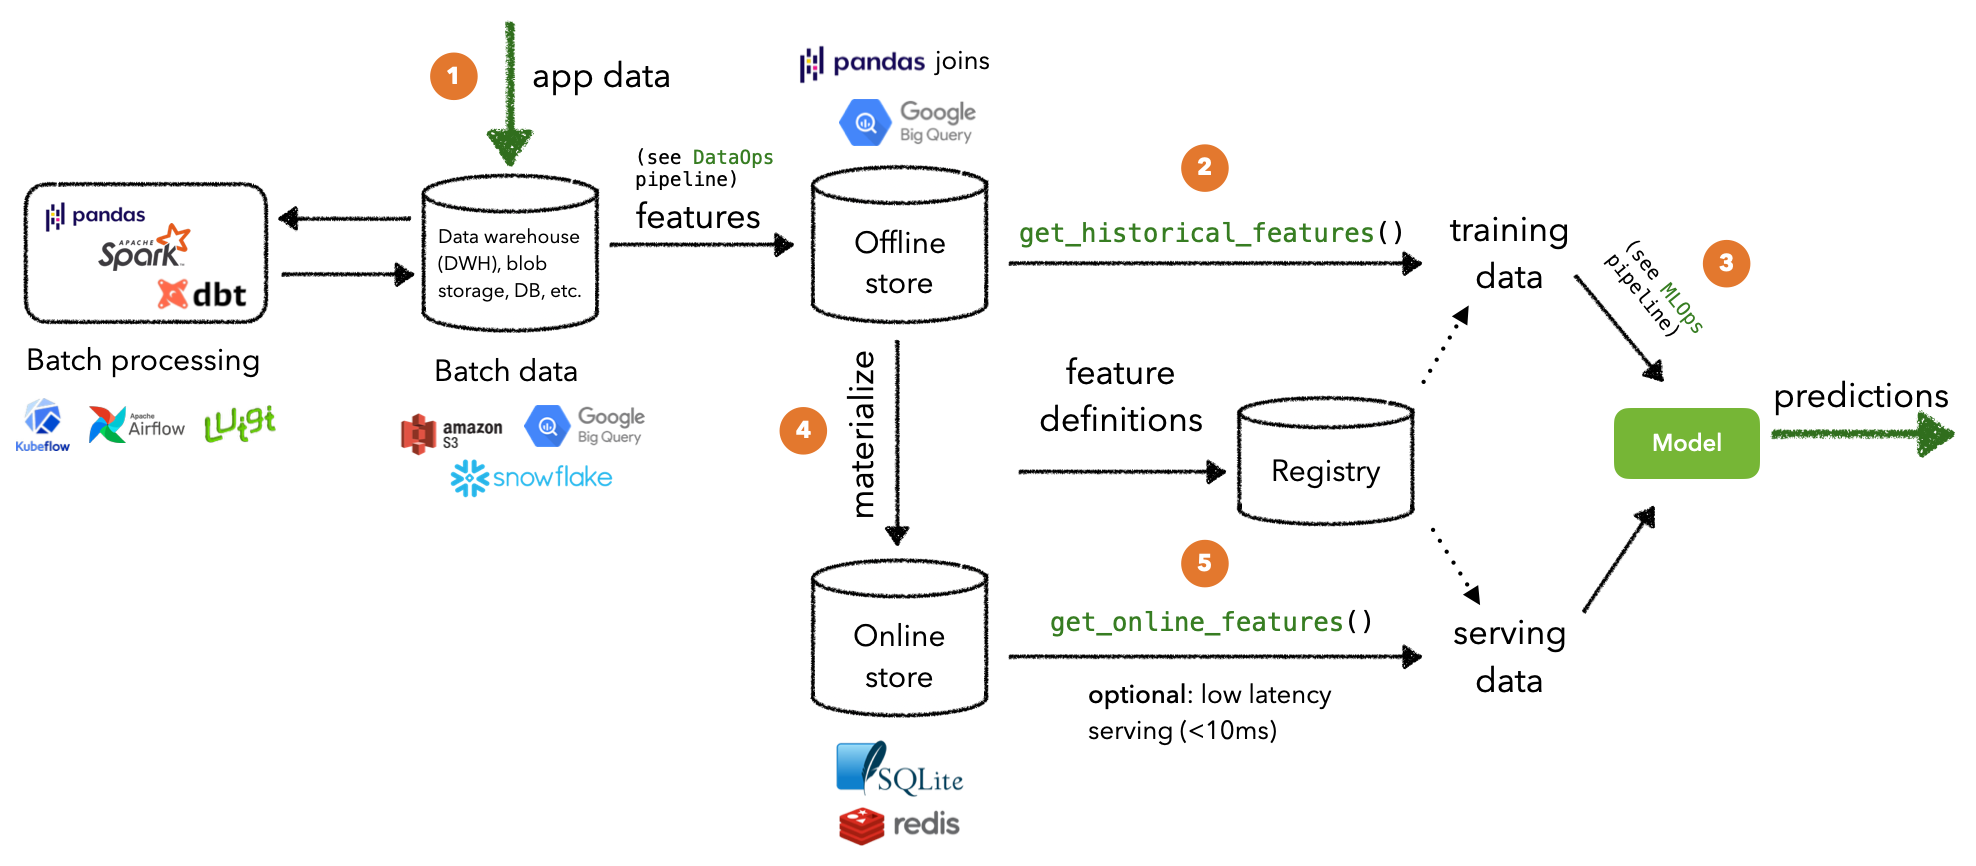 1
app data
pandas joins
Google
Big Query
(see DataOps
pipeline)
features
pandas
APACHE
Spark
dbt
Batch processing
Kubeflow
Apache
Airflow
Luigi
Data warehouse
(DWH), blob
storage, DB, etc.
Batch data
amazon
S3
Google
Big Query
snowflake
Offline
store
2
get_historical_features()
training
data
3
(see MLOps
pipeline)
4
materialize
feature
definitions
Registry
Model
predictions
Online
store
5
get_online_features()
optional: low latency
serving (<10ms)
serving
data
SQLite
redis